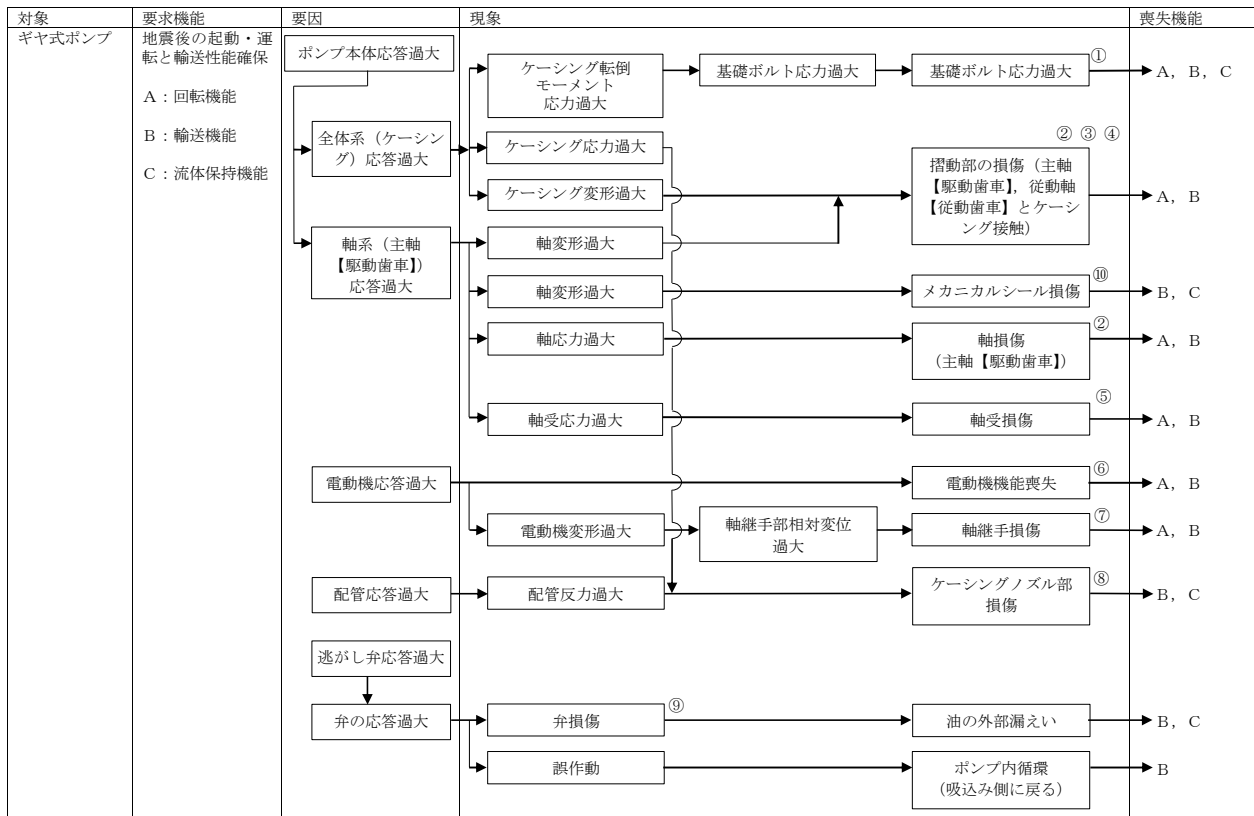 対象
要求機能
要因
現象
喪失機能
ギヤ式ポンプ
地震後の起動・運
転と輸送性能確保
A：回転機能
B：輸送機能
C：流体保持機能
ポンプ本体応答過大
ケーシング転倒
モーメント
応力過大
基礎ボルト応力過大
基礎ボルト応力過大
①
A，B，C
全体系（ケーシン
グ）応答過大
ケーシング応力過大
ケーシング変形過大
② ③ ④
摺動部の損傷（主軸
【駆動歯車】，従動軸
【従動歯車】とケーシ
ング接触）
A，B
軸系（主軸
【駆動歯車】）
応答過大
軸変形過大
軸変形過大
メカニカルシール損傷
⑩
B，C
軸応力過大
軸損傷
（主軸【駆動歯車】）
②
A，B
軸受応力過大
軸受損傷
⑤
A，B
電動機応答過大
電動機機能喪失
⑥
A，B
電動機変形過大
軸継手部相対変位
過大
軸継手損傷
⑦
A，B
配管応答過大
配管反力過大
ケーシングノズル部
損傷
⑧
B，C
逃がし弁応答過大
弁の応答過大
弁損傷
⑨
油の外部漏えい
B，C
誤作動
ポンプ内循環
（吸込み側に戻る）
B